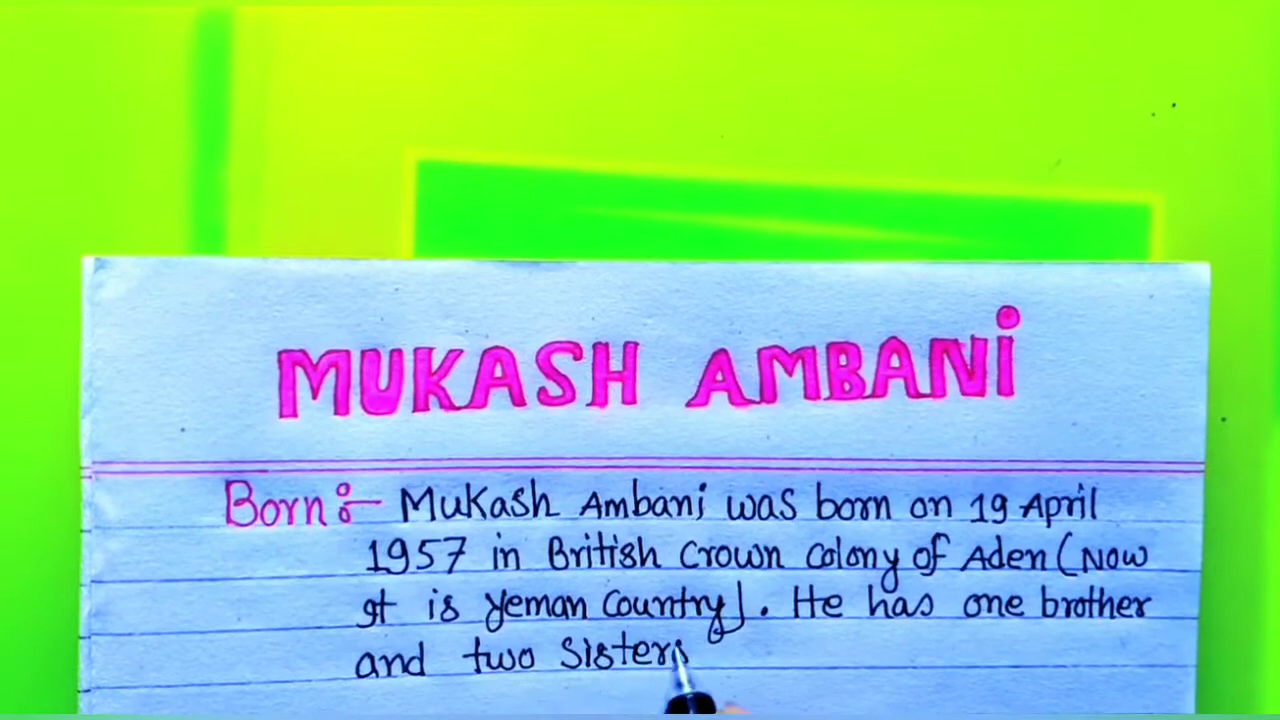 MUKASH AMBANi
Born :- Mukash Ambani was born on 19 April
1957 in British Crown Colony of Aden (Now
It is Yeman Country). He has one brother
and two Sisters